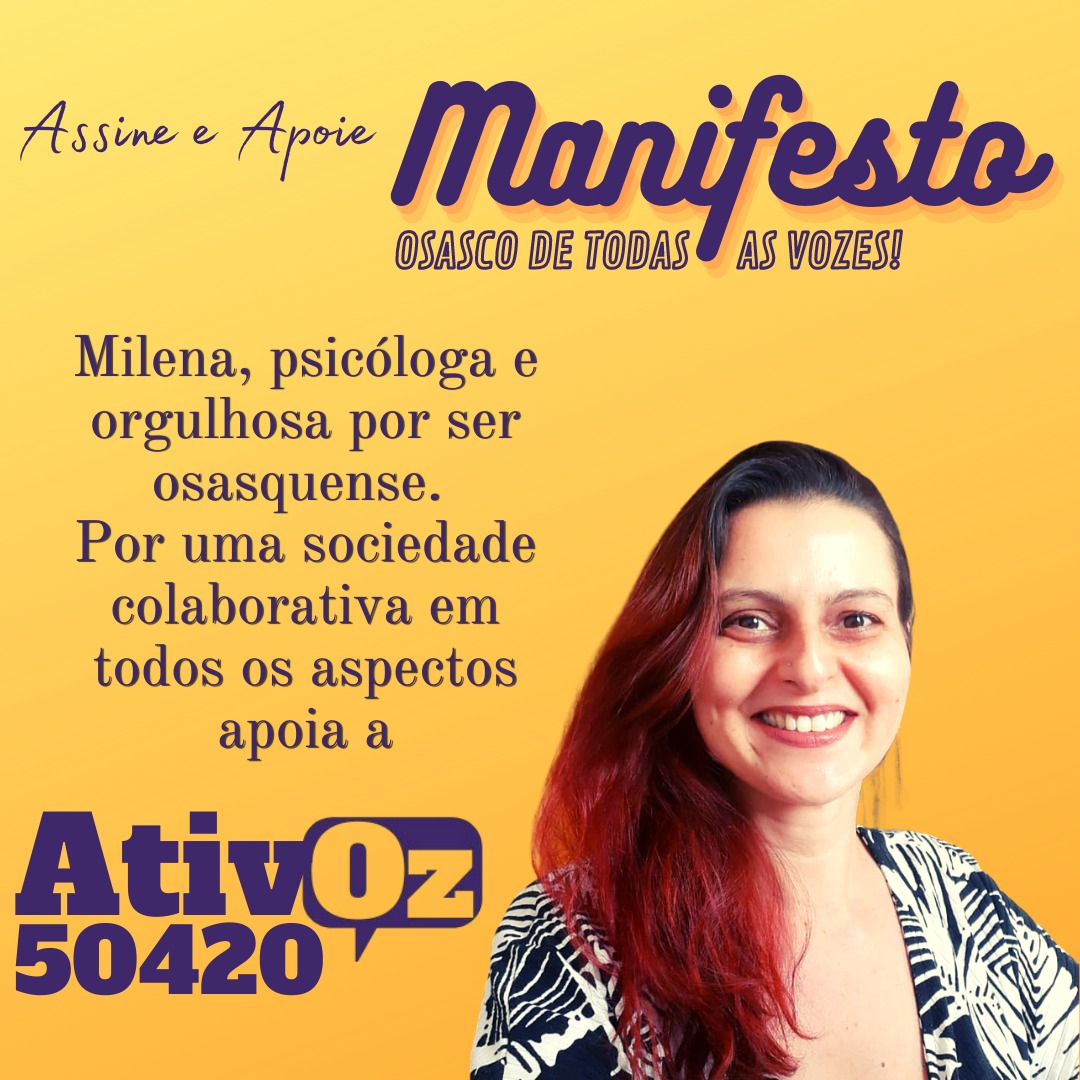 Assine e Apoie Manifesto
OSASCO DE TODAS AS VOZES!
Milena, psicóloga e
orgulhosa por ser
osasquense.
Por uma sociedade
colaborativa em
todos os aspectos
apoia a
AtivOz
50420